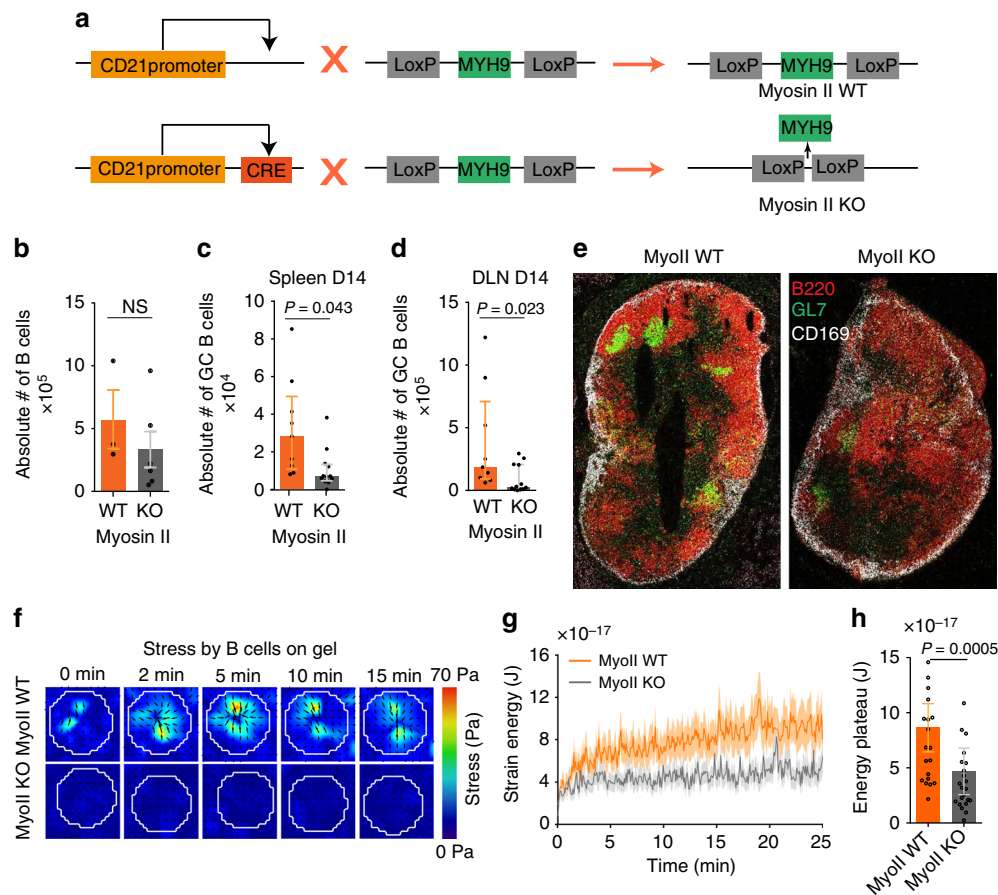 a
CD21promoter
LoxP MYH9 LoxP
LoxP MYH9 LoxP
Myosin II WT
CD21promoter CRE
LoxP MYH9 LoxP
MYH9
LoxP LoxP
Myosin II KO
b
Absolute # of B cells
×10⁵
15
10
5
0
NS
WT KO
Myosin II
c
Spleen D14
Absolute # of GC B cells
×10⁴
10
8
6
4
2
0
P = 0.043
WT KO
Myosin II
d
DLN D14
Absolute # of GC B cells
×10⁵
15
10
5
0
P = 0.023
WT KO
Myosin II
e
MyoII WT MyoII KO
B220
GL7
CD169
f
Stress by B cells on gel
0 min 2 min 5 min 10 min 15 min
MyoII KO MyoII WT
70 Pa
Stress (Pa)
0 Pa
g
×10−17
Strain energy (J)
16
12
8
4
0
MyoII WT
MyoII KO
0 5 10 15 20 25
Time (min)
h
×10−17
P = 0.0005
Energy plateau (J)
15
10
5
0
MyoII WT
MyoII KO